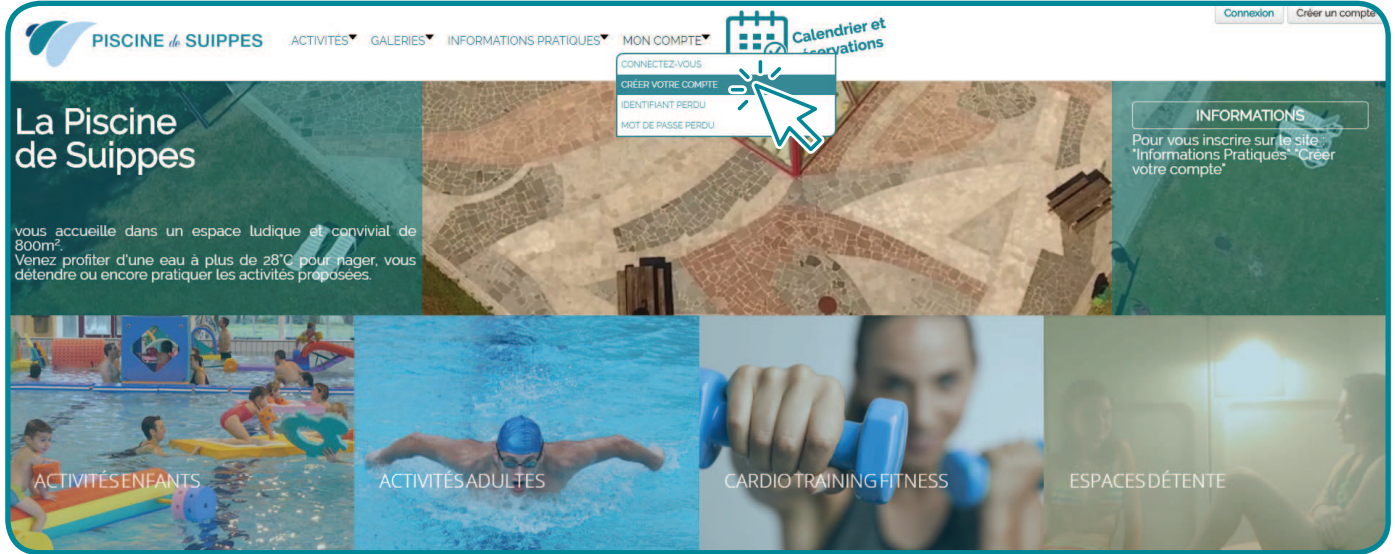 Connexion
Créer un compte
PISCINE de SUIPPES
ACTIVITÉS
GALERIES
INFORMATIONS PRATIQUES
MON COMPTE
Calendrier et
CONNECTEZ-VOUS
CRÉER VOTRE COMPTE
IDENTIFIANT PERDU
MOT DE PASSE PERDU
La Piscine
de Suippes
vous accueille dans un espace ludique et convivial de
800m².
Venez profiter d'une eau à plus de 28°C pour nager, vous
détendre ou encore pratiquer les activités proposées.
INFORMATIONS
Pour vous inscrire sur le site :
"Informations Pratiques" "Créer
votre compte"
ACTIVITÉS ENFANTS
ACTIVITÉS ADULTES
CARDIO TRAINING FITNESS
ESPACES DÉTENTE